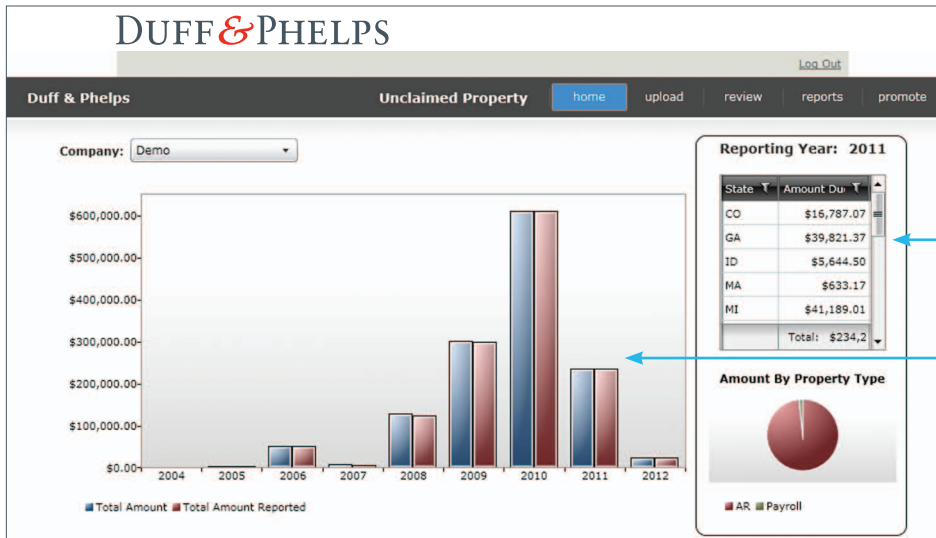 DUFF & PHELPS
Log Out
Duff & Phelps Unclaimed Property home upload review reports promote
Company: Demo
Reporting Year: 2011
State Amount Du
CO $16,787.07
GA $39,821.37
ID $5,644.50
MA $633.17
MI $41,189.01
Total: $234,2
$600,000.00
$500,000.00
$400,000.00
$300,000.00
$200,000.00
$100,000.00
$0.00
2004 2005 2006 2007 2008 2009 2010 2011 2012
Total Amount Total Amount Reported
Amount By Property Type
AR Payroll